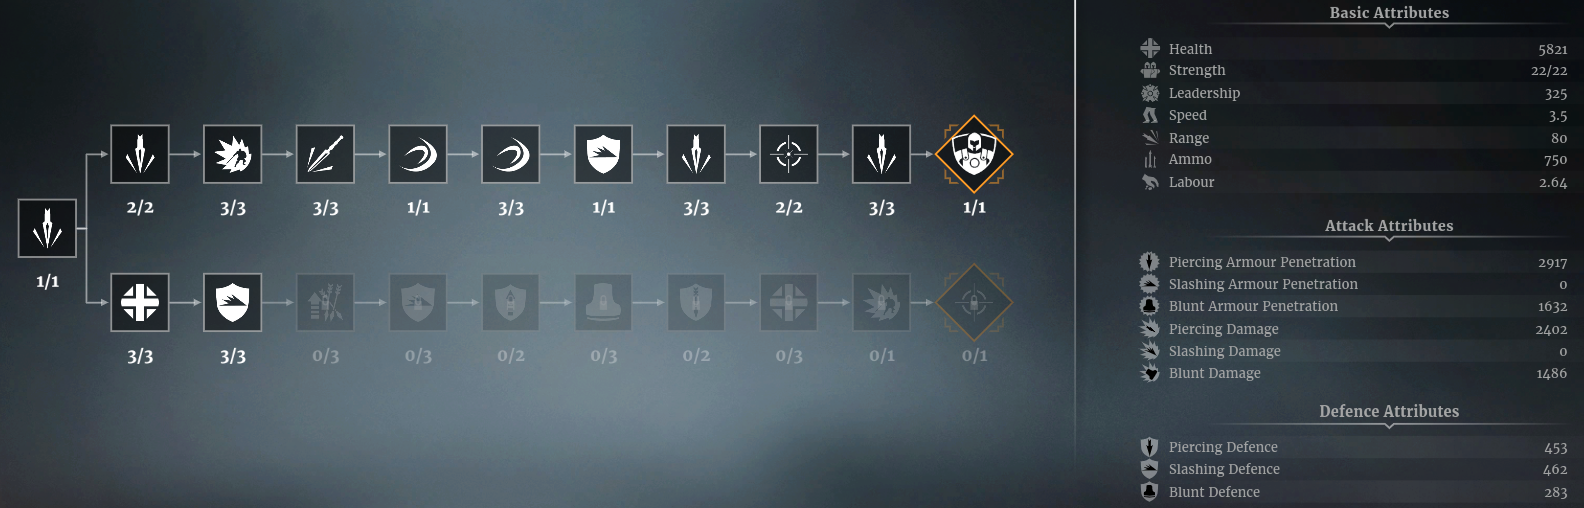 2/2 3/3 3/3 1/1 3/3 1/1 3/3 2/2 3/3 1/1
1/1
3/3 3/3 0/3 0/3 0/2 0/3 0/2 0/3 0/1 0/1
Basic Attributes
Health 5821
Strength 22/22
Leadership 325
Speed 3.5
Range 80
Ammo 750
Labour 2.64
Attack Attributes
Piercing Armour Penetration 2917
Slashing Armour Penetration 0
Blunt Armour Penetration 1632
Piercing Damage 2402
Slashing Damage 0
Blunt Damage 1486
Defence Attributes
Piercing Defence 453
Slashing Defence 462
Blunt Defence 283